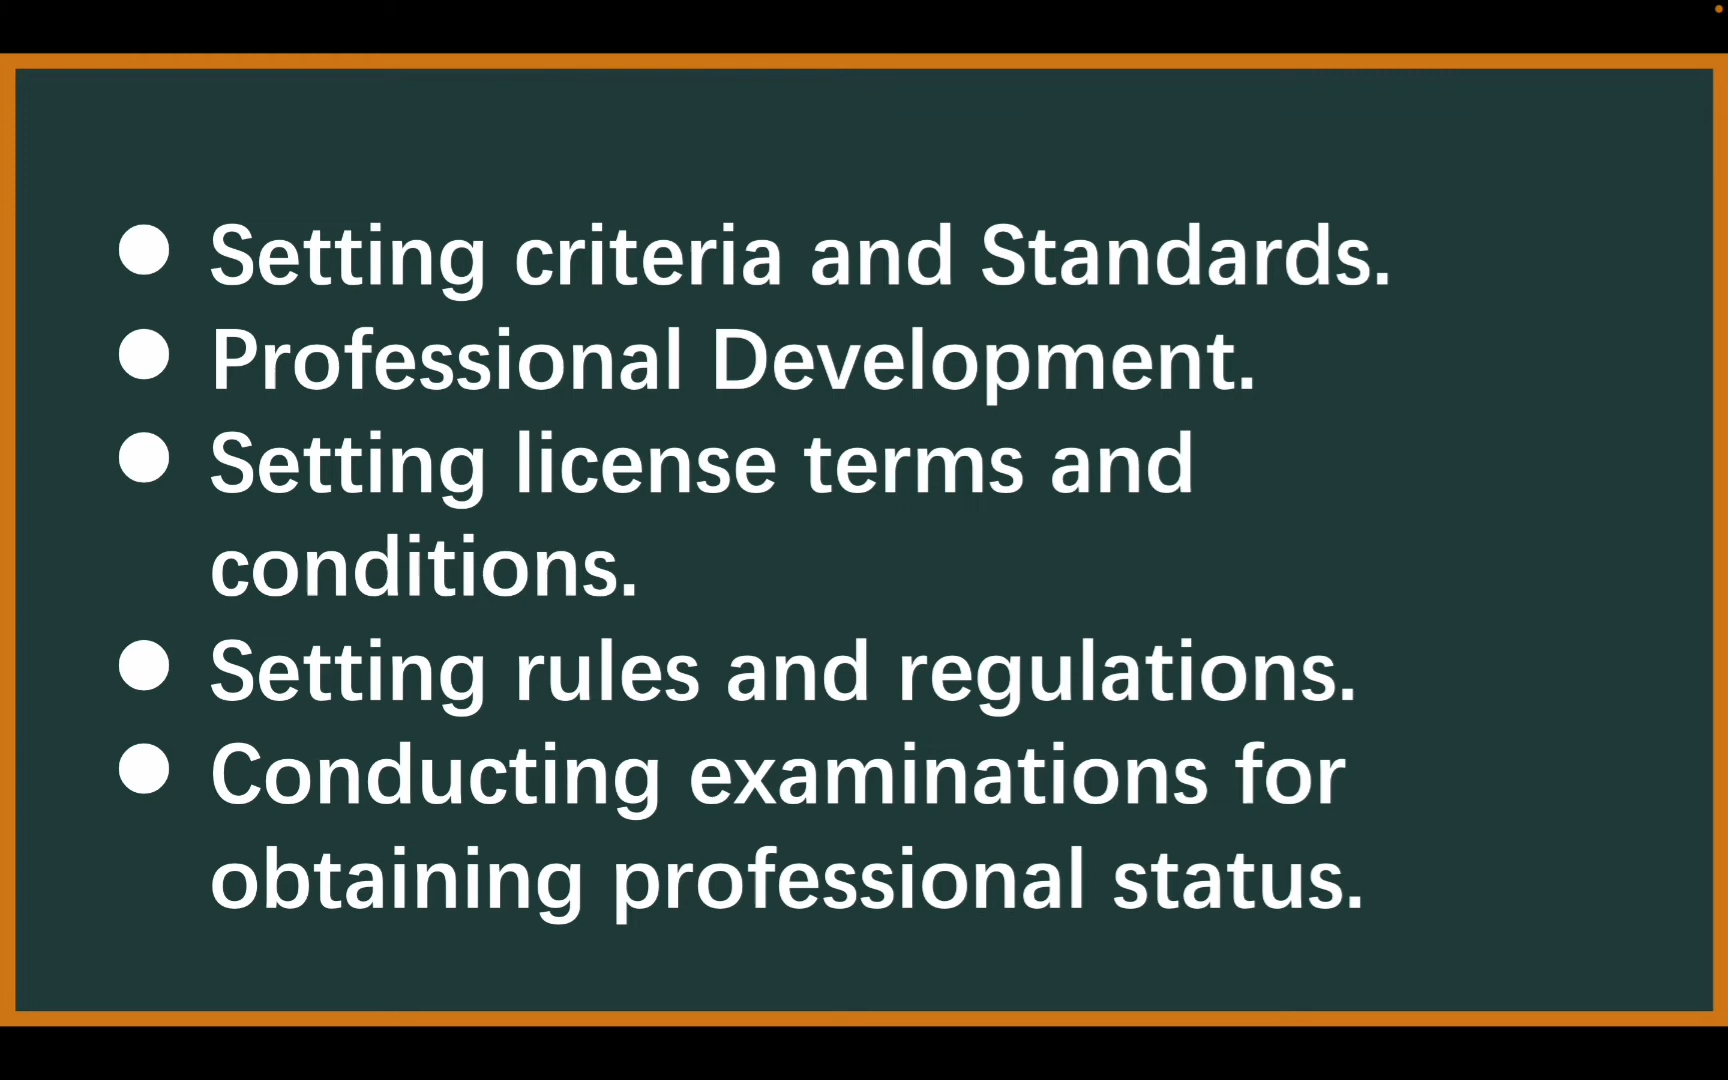 ● Setting criteria and Standards.
● Professional Development.
● Setting license terms and
conditions.
● Setting rules and regulations.
● Conducting examinations for
obtaining professional status.